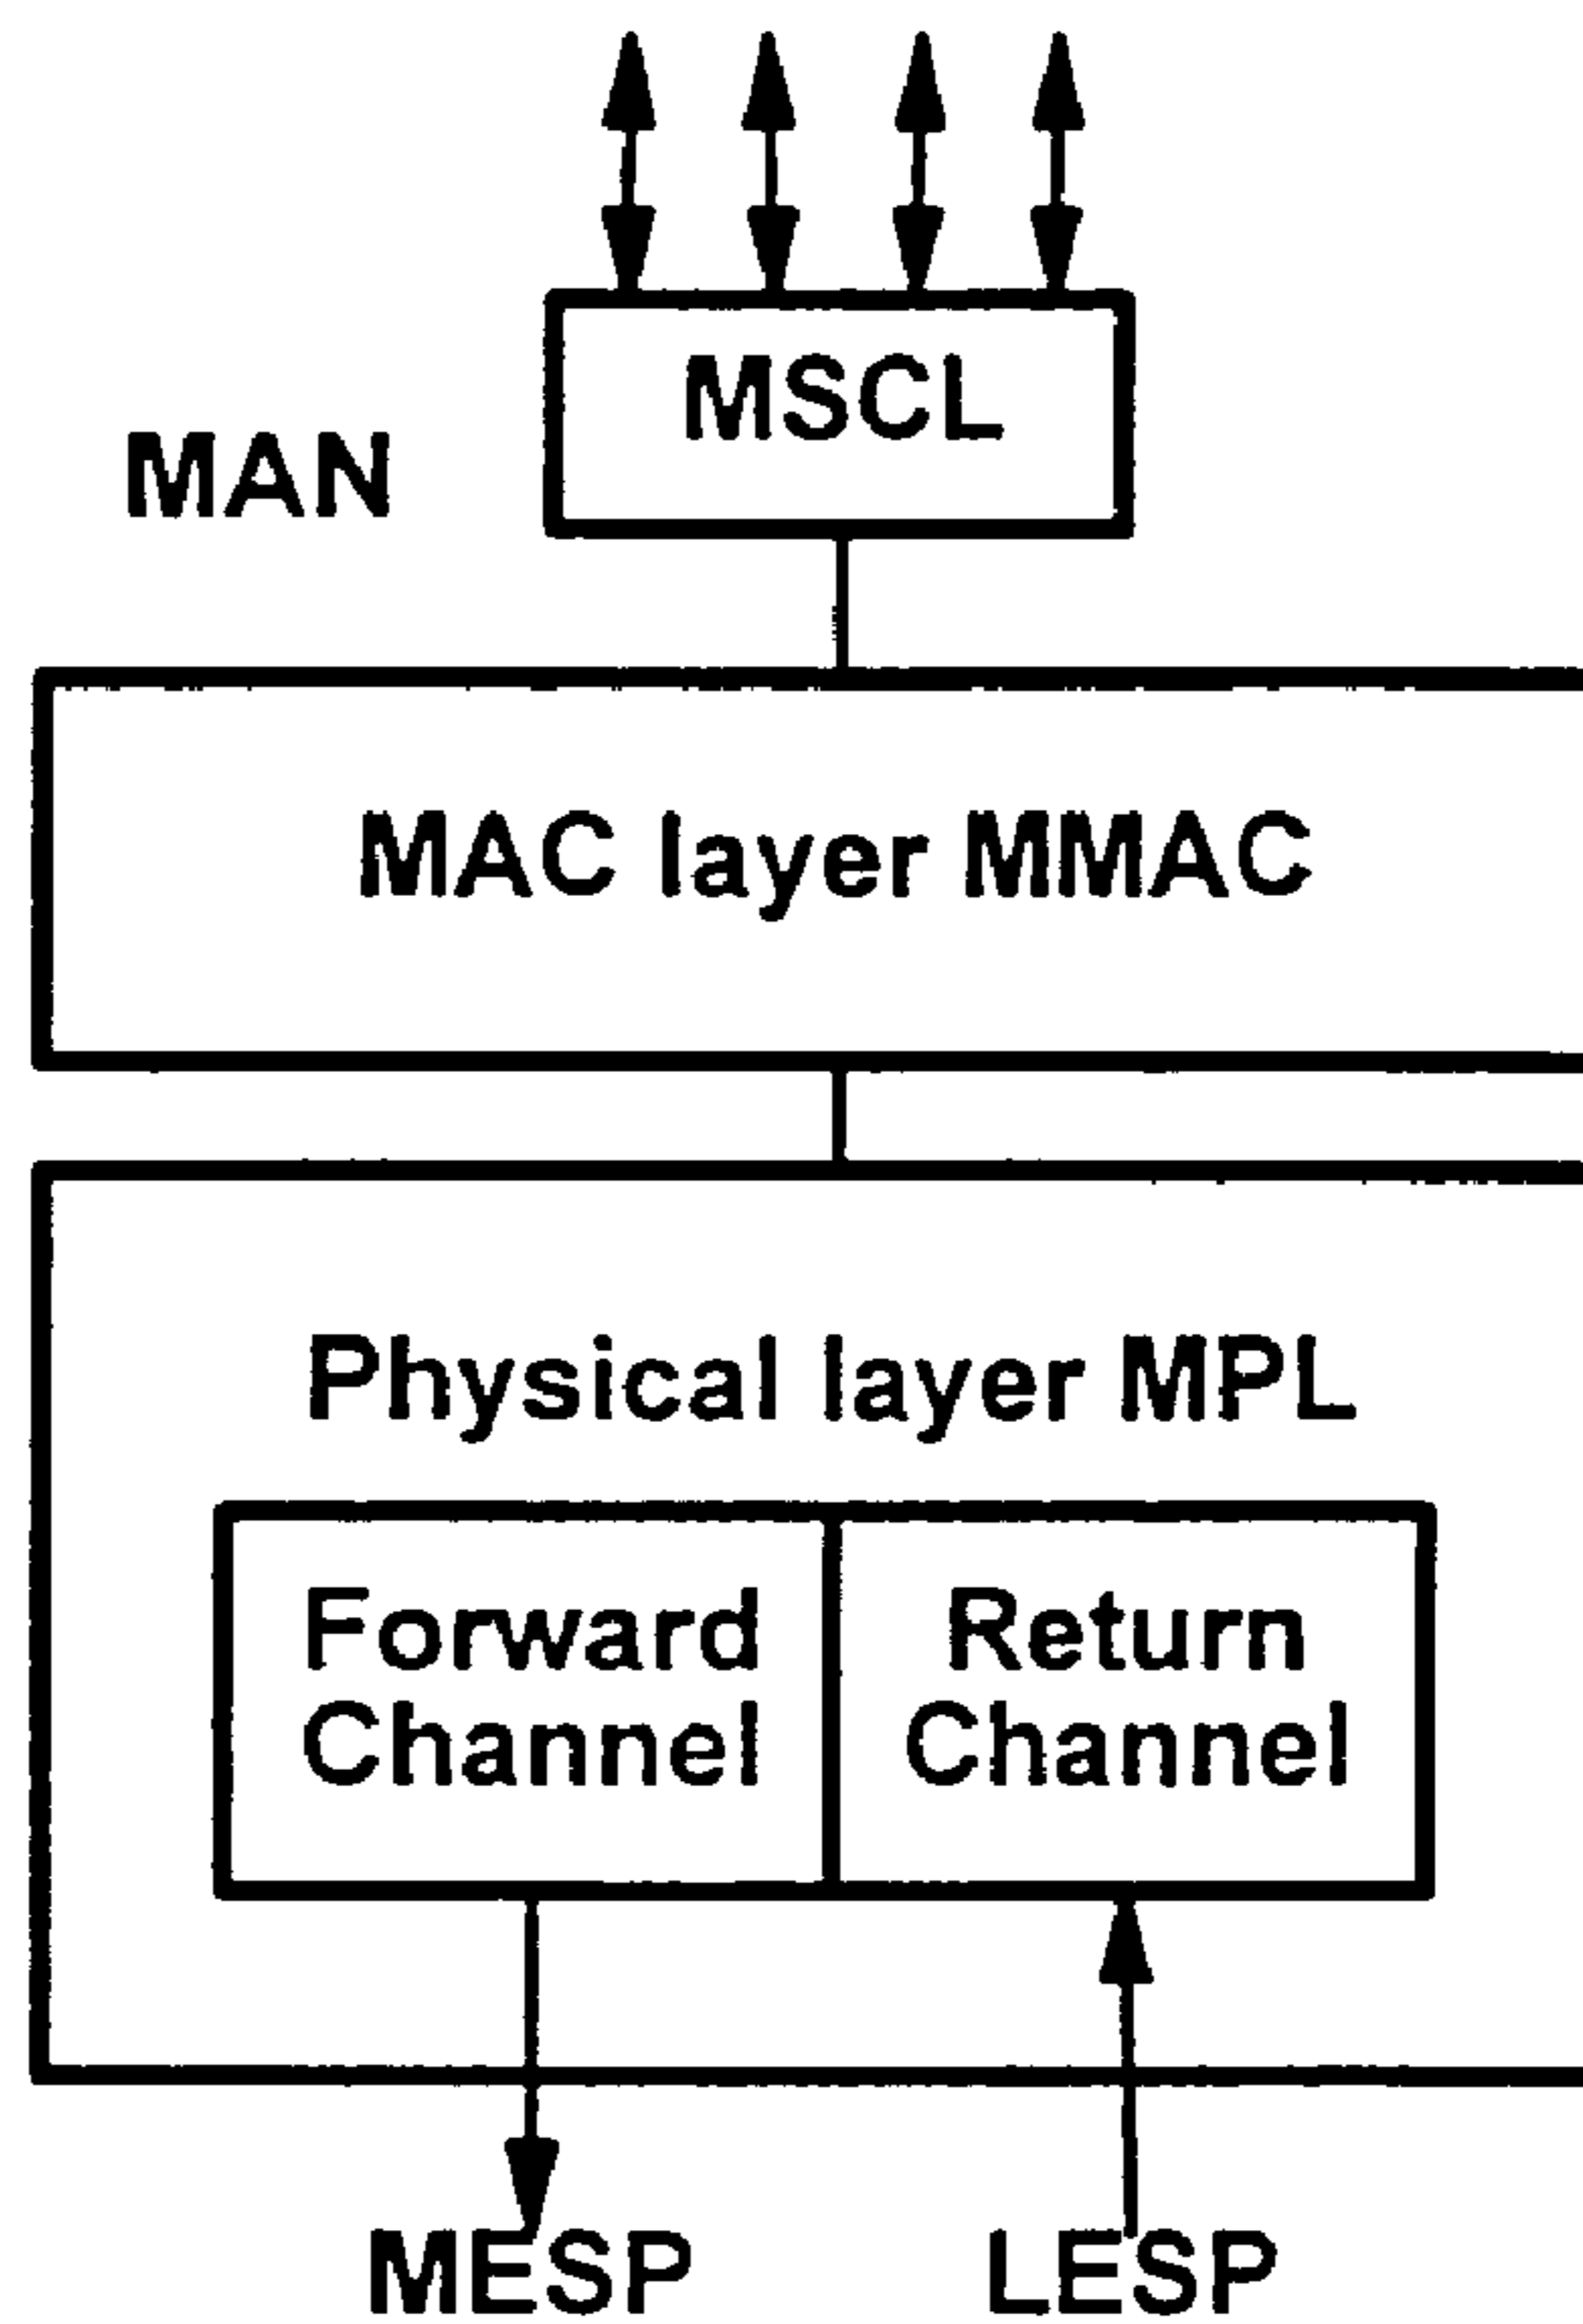 MSCL
MAN
MAC layer MMAC
Physical layer MPL
Forward
Channel
Return
Channel
MESP
LESP